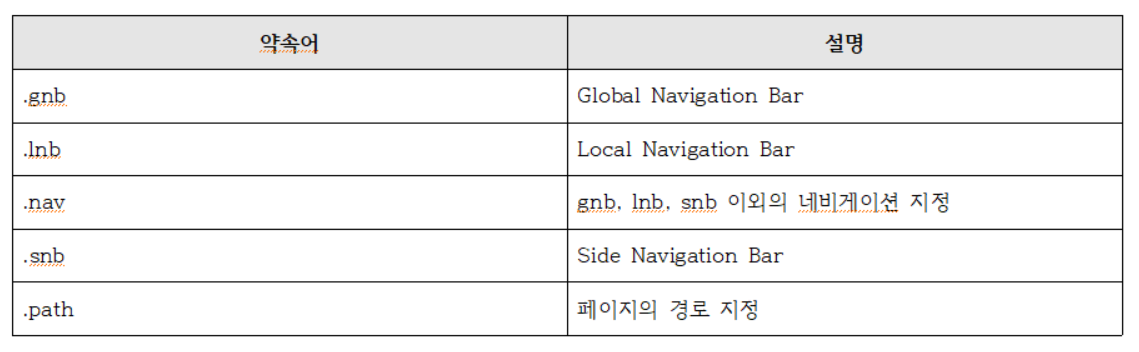 약속어 설명
.gnb Global Navigation Bar
.lnb Local Navigation Bar
.nav gnb, lnb, snb 이외의 네비게이션 지정
.snb Side Navigation Bar
.path 페이지의 경로 지정